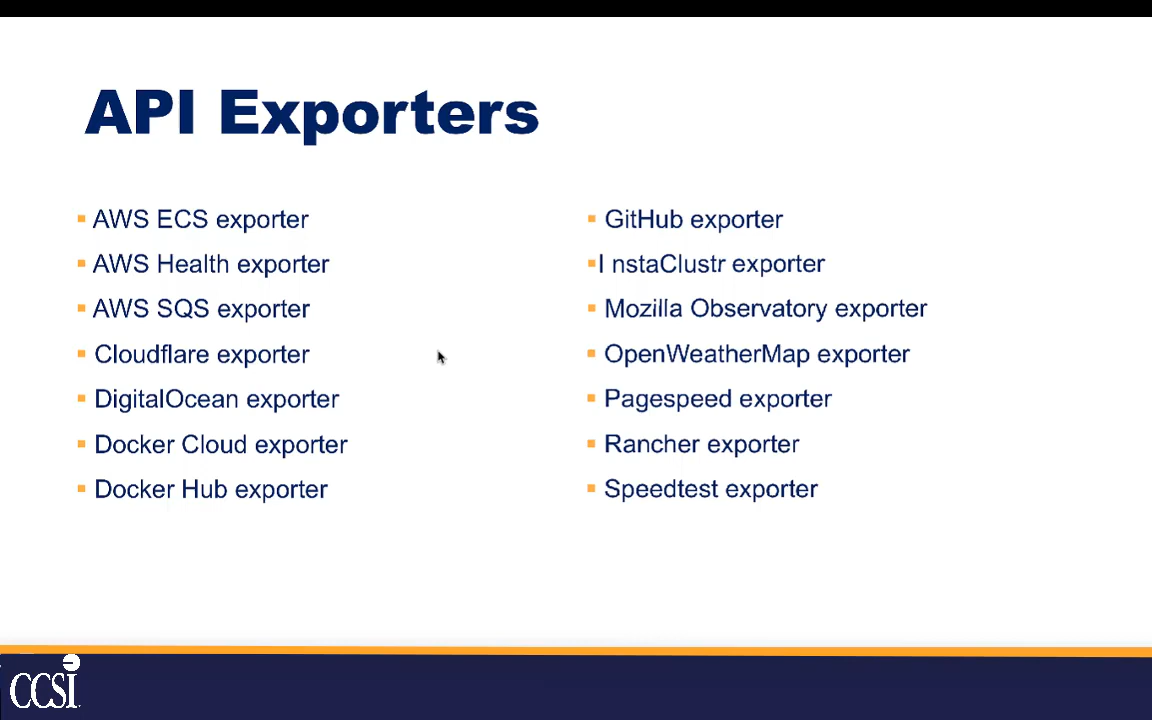 API Exporters
AWS ECS exporter
AWS Health exporter
AWS SQS exporter
Cloudflare exporter
DigitalOcean exporter
Docker Cloud exporter
Docker Hub exporter
GitHub exporter
I nstaClustr exporter
Mozilla Observatory exporter
OpenWeatherMap exporter
Pagespeed exporter
Rancher exporter
Speedtest exporter
CCSi